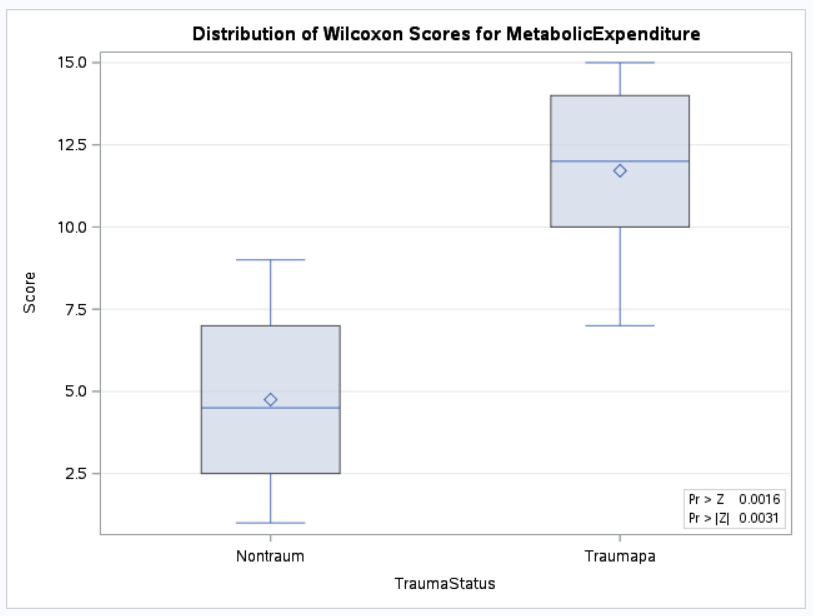 Distribution of Wilcoxon Scores for MetabolicExpenditure
15.0
12.5
10.0
7.5
5.0
2.5
Score
Pr > Z 0.0016
Pr > |Z| 0.0031
Nontraum Traumapa
TraumaStatus